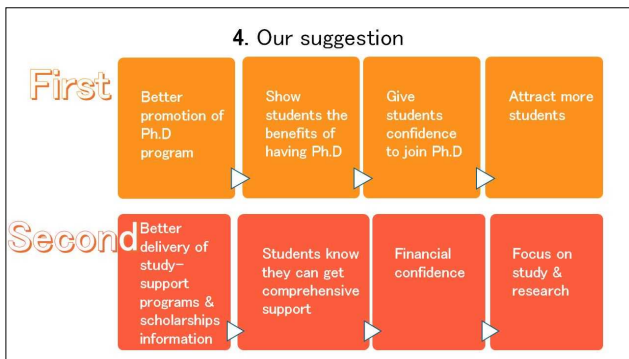 4. Our suggestion
First
Better
promotion of
Ph.D
program
Show
students the
benefits of
having Ph.D
Give
students
confidence
to join Ph.D
Attract more
students
Second
Better
delivery of
study-
support
programs &
scholarships
information
Students know
they can get
comprehensive
support
Financial
confidence
Focus on
study &
research